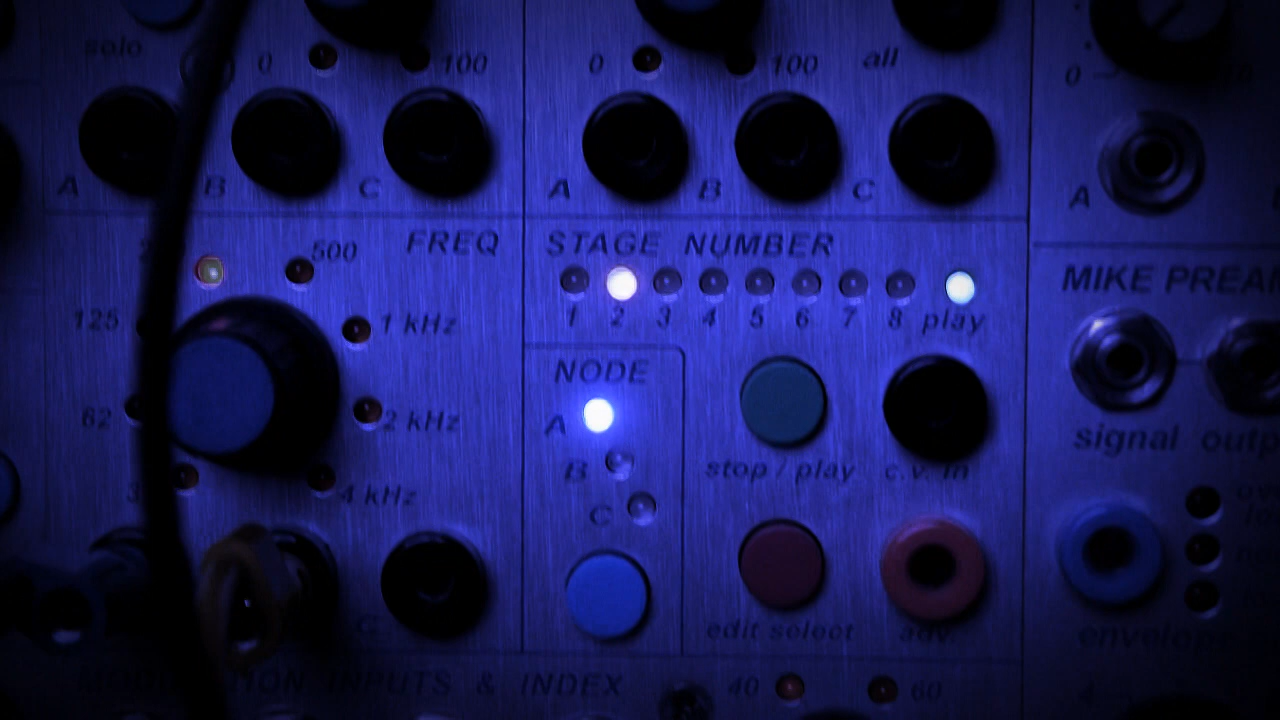 solo
0 100 0 100 all 0
A B C A B C A
500 FREQ STAGE NUMBER
MIKE
125 1 kHz 1 2 3 4 5 6 7 8 play
NODE
62 2 kHz A
signal
B stop / play c.v. in
4 kHz
C
C edit select adv.
envelope
INPUTS & INDEX 40 60